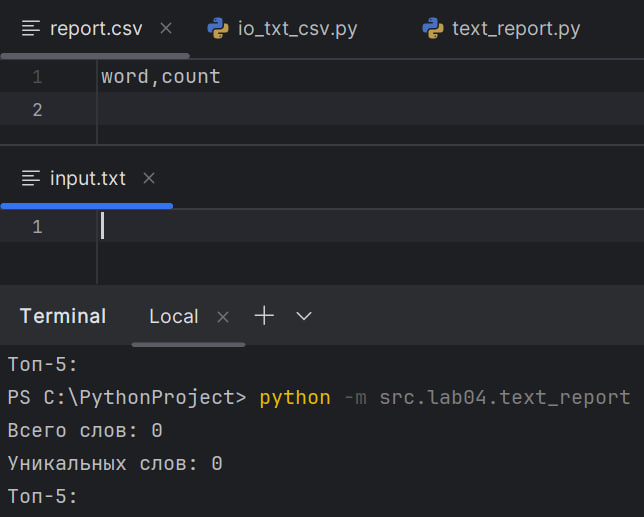 report.csv io_txt_csv.py text_report.py
1 word,count
2
input.txt
1
Terminal Local
Топ-5:
PS C:\PythonProject> python -m src.lab04.text_report
Всего слов: 0
Уникальных слов: 0
Топ-5: